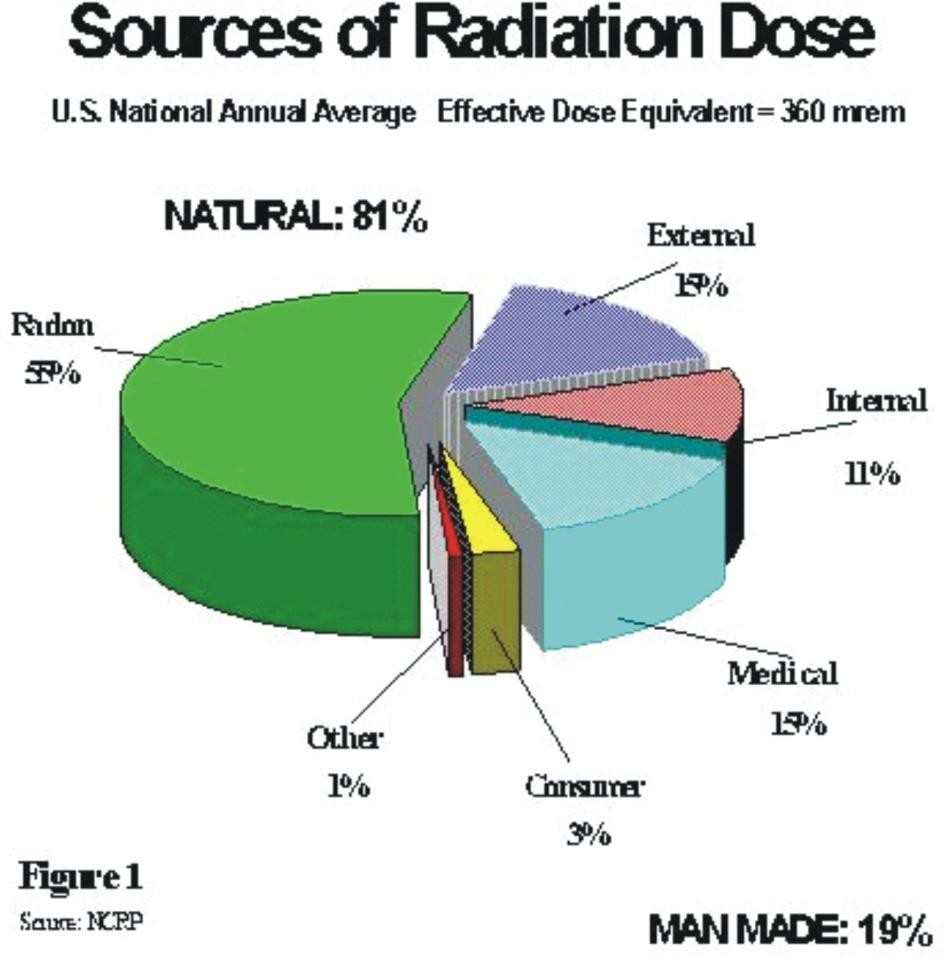 Sources of Radiation Dose
U.S. National Annual Average Effective Dose Equivalent = 360 mrem
NATURAL: 81%
External
15%
Radon
55%
Internal
11%
Medical
15%
Other
1%
Consumer
3%
Figure 1
Source: NCRP
MAN MADE: 19%